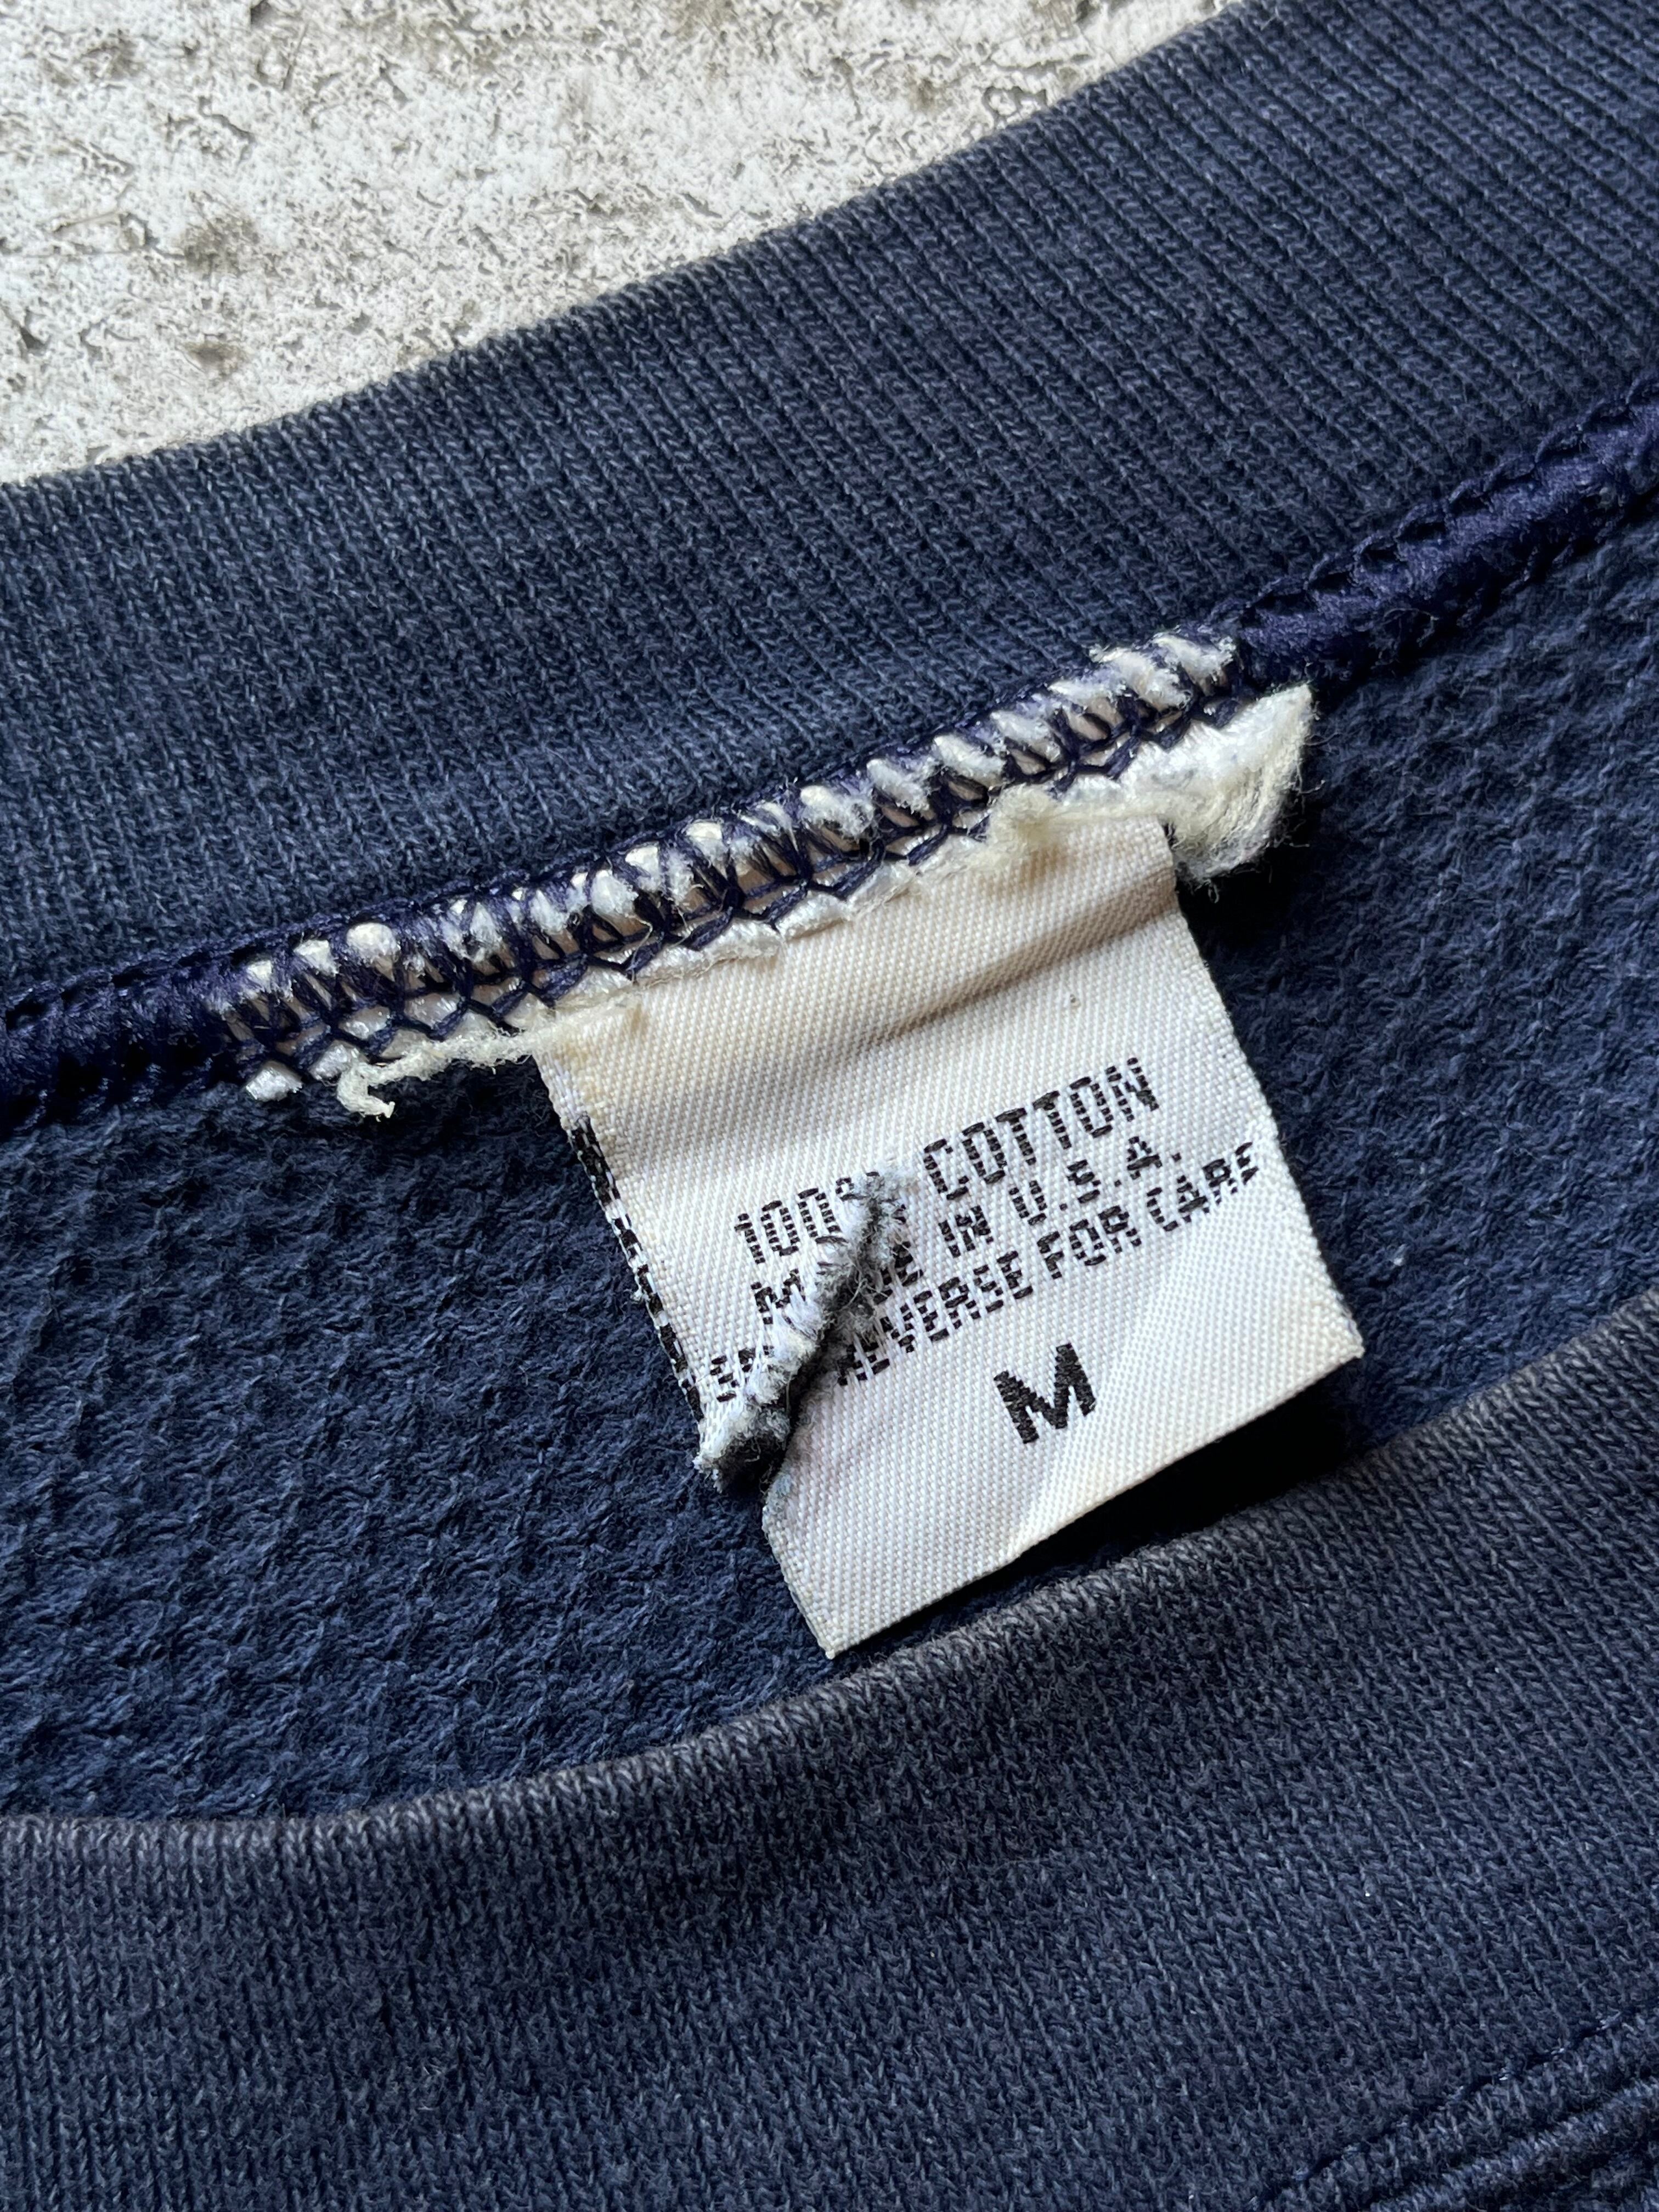 100% COTTON
MADE IN U.S.A.
REVERSE FOR CARE
M